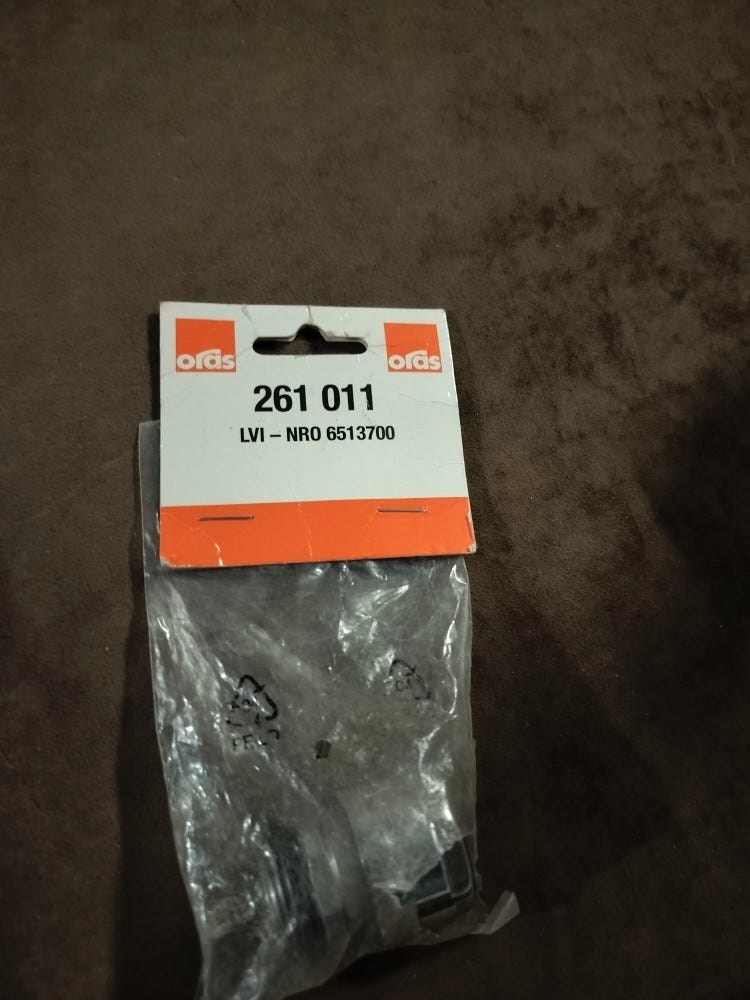 oras
oras
261 011
LVI – NRO 6513700